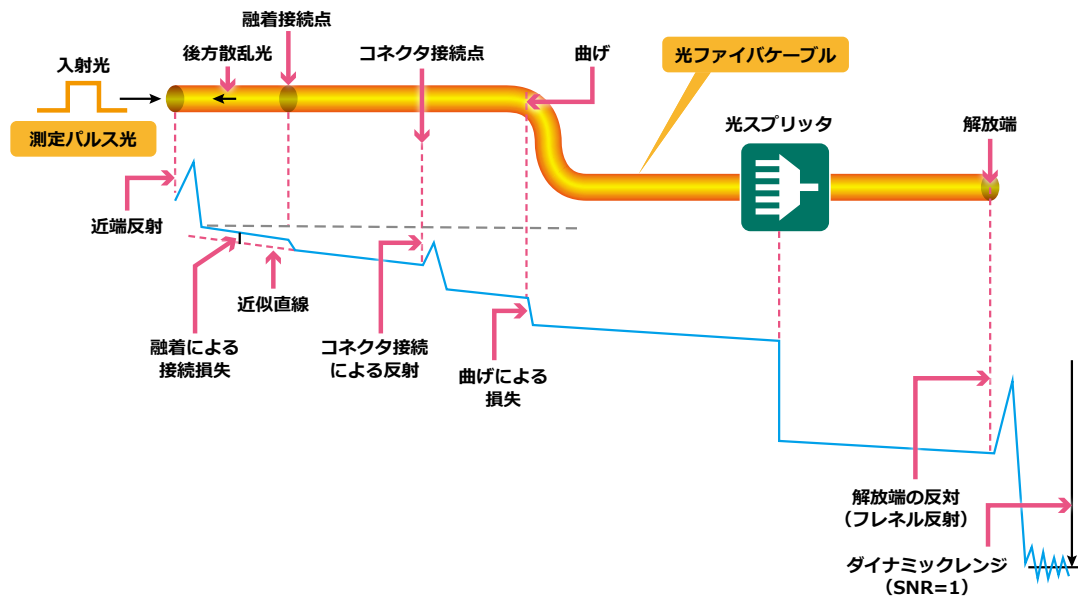 融着接続点
入射光
後方散乱光
コネクタ接続点
曲げ
光ファイバケーブル
測定パルス光
光スプリッタ
解放端
近端反射
近似直線
融着による
接続損失
コネクタ接続
による反射
曲げによる
損失
解放端の反対
（フレネル反射）
ダイナミックレンジ
（SNR=1）